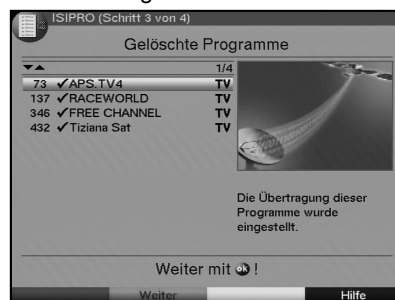 ISIPRO (Schritt 3 von 4)
Gelöschte Programme
1/4
73 ✓APS.TV4 TV
137 ✓RACEWORLD TV
346 ✓FREE CHANNEL TV
432 ✓Tiziana Sat TV
Die Übertragung dieser
Programme wurde
eingestellt.
Weiter mit ok !
Weiter
Hilfe